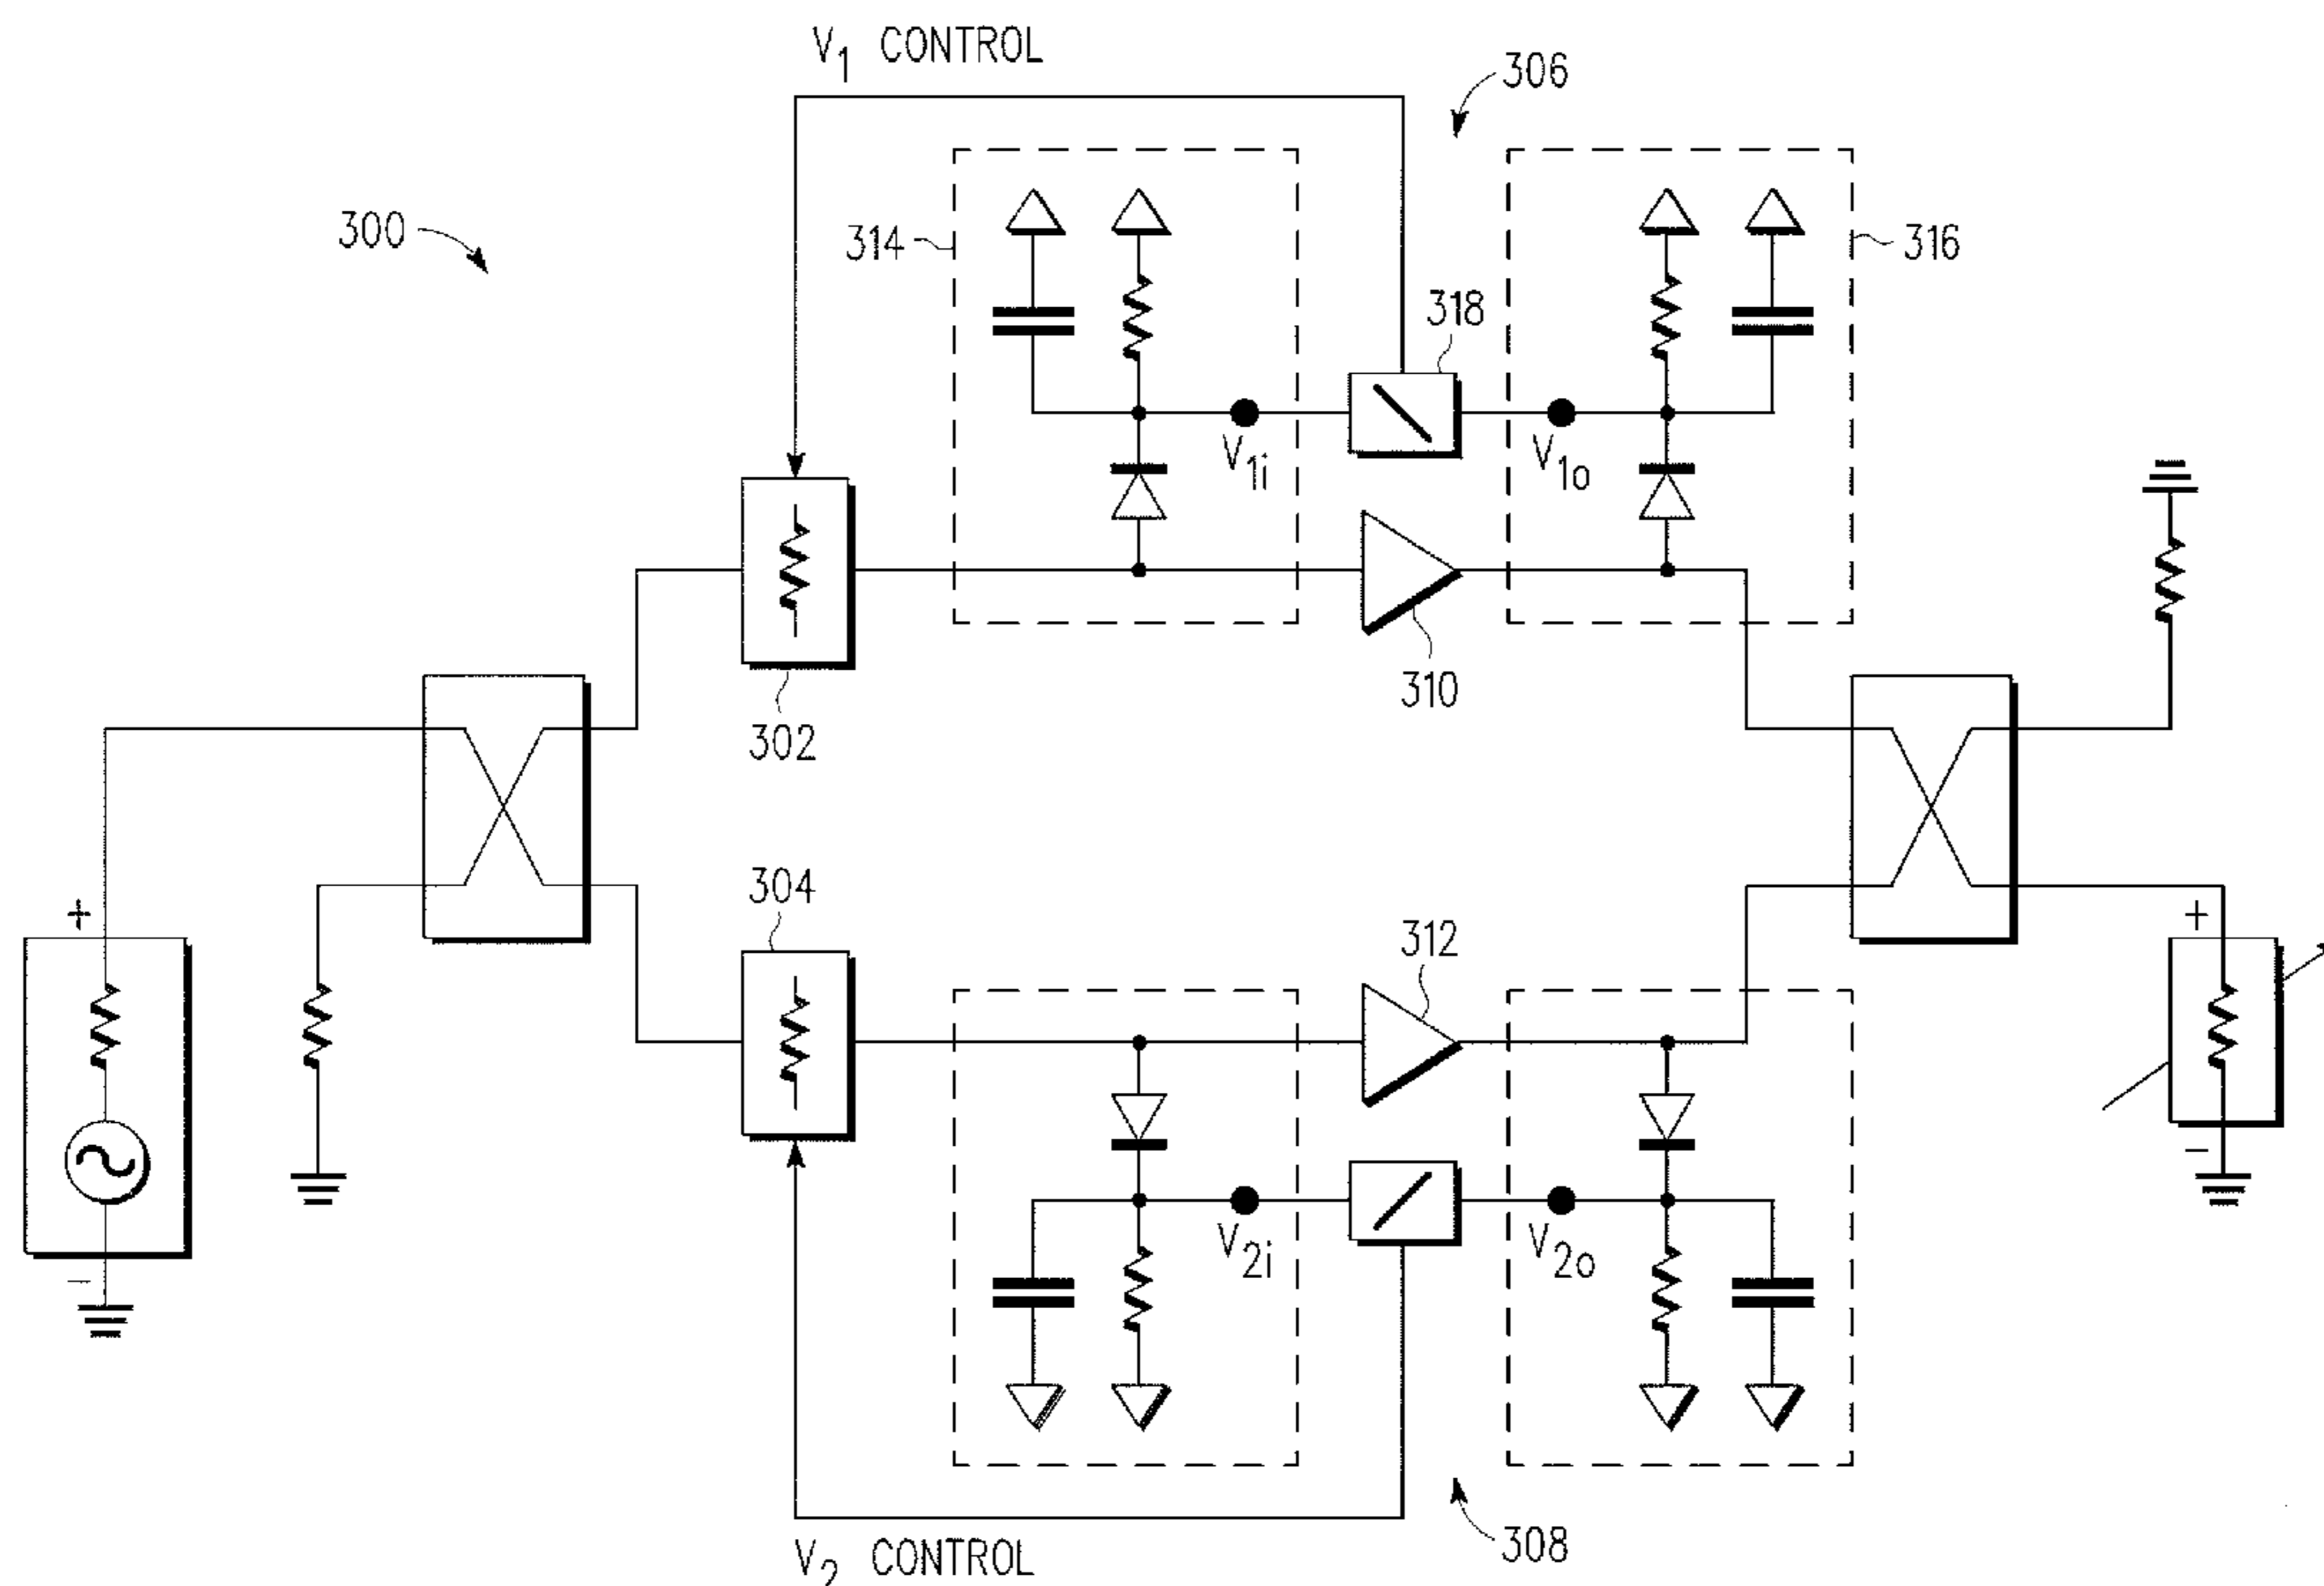 V1 CONTROL
306
300
314
316
318
V1i
V1o
310
302
304
312
+
+
V2i
V2o
−
−
V2 CONTROL
308